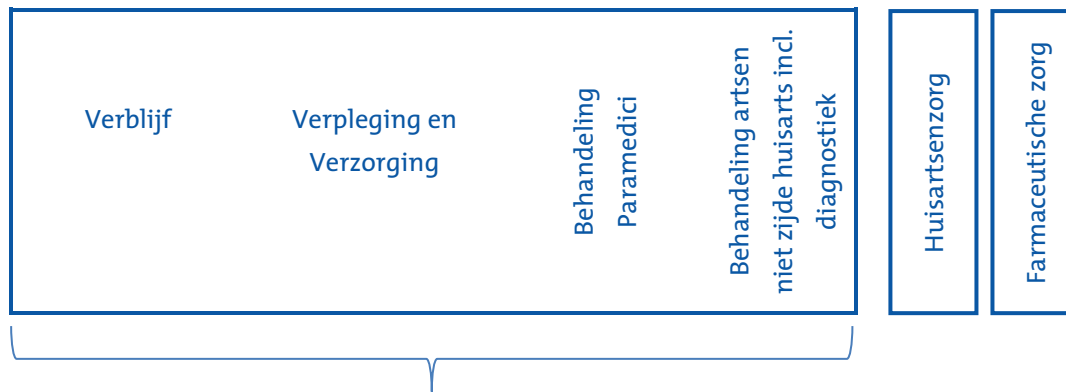 Verblijf
Verpleging en
Verzorging
Behandeling
Paramedici
Behandeling artsen
niet zijde huisarts incl.
diagnostiek
Huisartsenzorg
Farmaceutische zorg